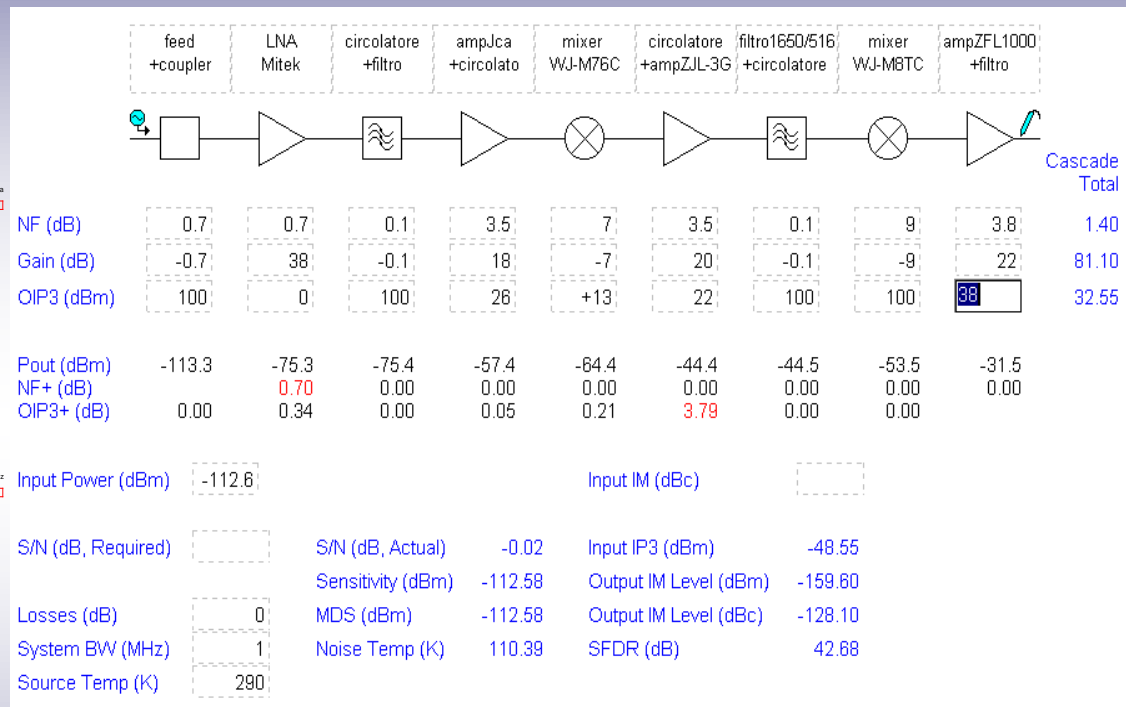 feed LNA circolatore ampJca mixer circolatore filtro1650/516 mixer ampZFL1000
+coupler Mitek +filtro +circolato WJ-M76C +ampZJL-3G +circolatore WJ-M8TC +filtro
Cascade
Total
NF (dB) 0.7 0.7 0.1 3.5 7 3.5 0.1 9 3.8 1.40
Gain (dB) -0.7 38 -0.1 18 -7 20 -0.1 -9 22 81.10
OIP3 (dBm) 100 0 100 26 +13 22 100 100 38 32.55
Pout (dBm) -113.3 -75.3 -75.4 -57.4 -64.4 -44.4 -44.5 -53.5 -31.5
NF+ (dB) 0.70 0.00 0.00 0.00 0.00 0.00 0.00 0.00
OIP3+ (dB) 0.00 0.34 0.00 0.05 0.21 3.79 0.00 0.00
Input Power (dBm) -112.6 Input IM (dBc)
S/N (dB, Required) S/N (dB, Actual) -0.02 Input IP3 (dBm) -48.55
Sensitivity (dBm) -112.58 Output IM Level (dBm) -159.60
Losses (dB) 0 MDS (dBm) -112.58 Output IM Level (dBc) -128.10
System BW (MHz) 1 Noise Temp (K) 110.39 SFDR (dB) 42.68
Source Temp (K) 290